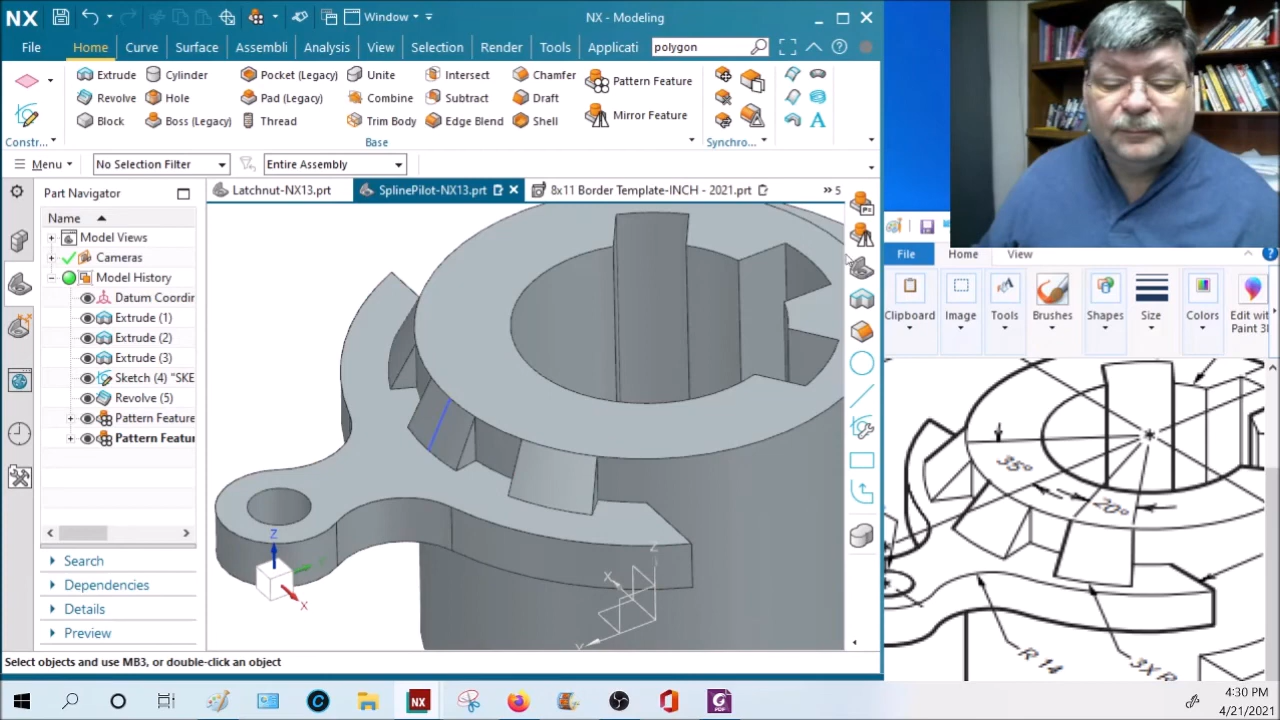 NX
Window
NX - Modeling
File
Home
Curve
Surface
Assembli
Analysis
View
Selection
Render
Tools
Applicati
polygon
Extrude
Cylinder
Pocket (Legacy)
Unite
Intersect
Chamfer
Pattern Feature
Revolve
Hole
Pad (Legacy)
Combine
Subtract
Draft
Block
Boss (Legacy)
Thread
Trim Body
Edge Blend
Shell
Mirror Feature
Constr...
Base
Synchro...
Menu
No Selection Filter
Entire Assembly
Part Navigator
Latchnut-NX13.prt
SplinePilot-NX13.prt
8x11 Border Template-INCH - 2021.prt
5
Name
Model Views
Cameras
Model History
Datum Coordin
Extrude (1)
Extrude (2)
Extrude (3)
Sketch (4) "SKE
Revolve (5)
Pattern Feature
Pattern Featur
Search
Dependencies
Details
Preview
Z
X
Z
X
Y
Select objects and use MB3, or double-click an object
File
Home
View
Clipboard
Image
Tools
Brushes
Shapes
Size
Colors
Edit with
Paint 3D
35°
20°
R 14
3X R
NX
4:30 PM
4/21/2021